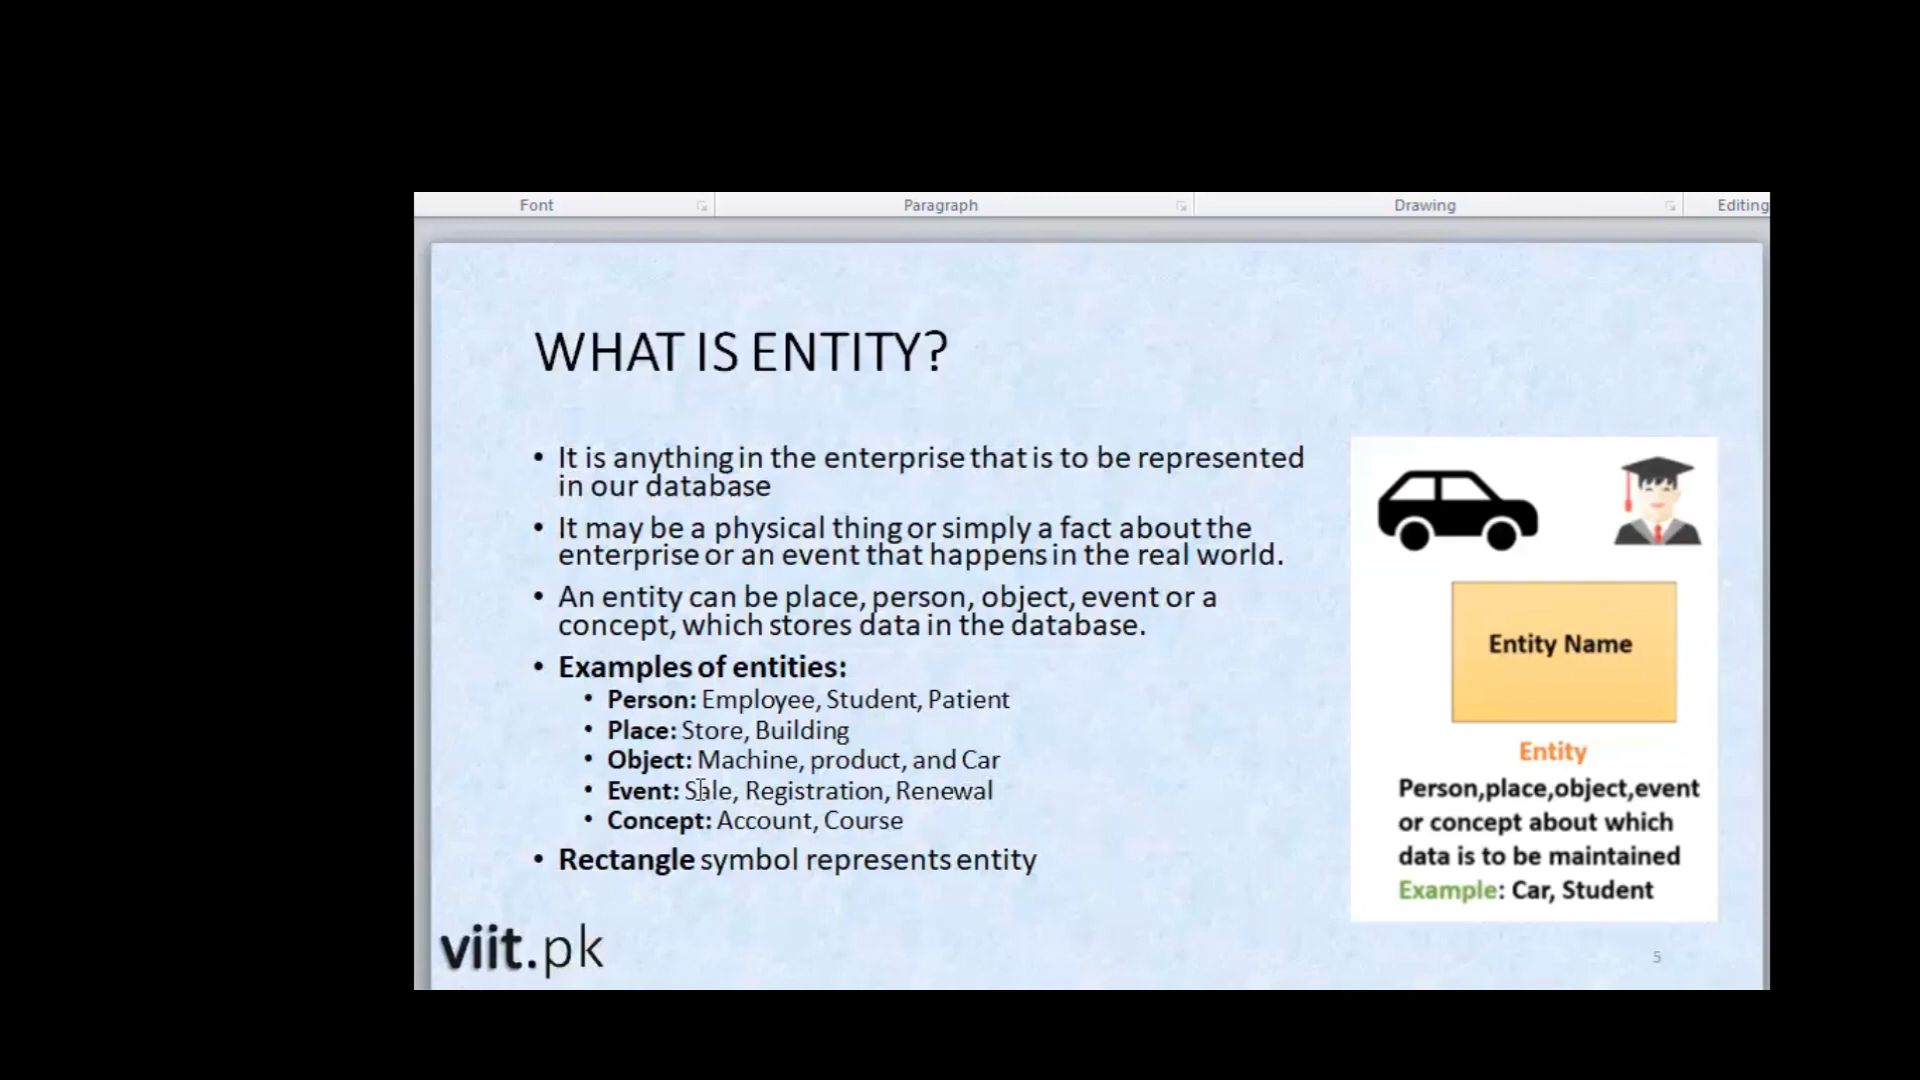 Font Paragraph Drawing Editing
WHAT IS ENTITY?
• It is anything in the enterprise that is to be represented
in our database
• It may be a physical thing or simply a fact about the
enterprise or an event that happens in the real world.
• An entity can be place, person, object, event or a
concept, which stores data in the database.
• Examples of entities:
• Person: Employee, Student, Patient
• Place: Store, Building
• Object: Machine, product, and Car
• Event: Sale, Registration, Renewal
• Concept: Account, Course
• Rectangle symbol represents entity
Entity Name
Entity
Person,place,object,event
or concept about which
data is to be maintained
Example: Car, Student
viit.pk
5